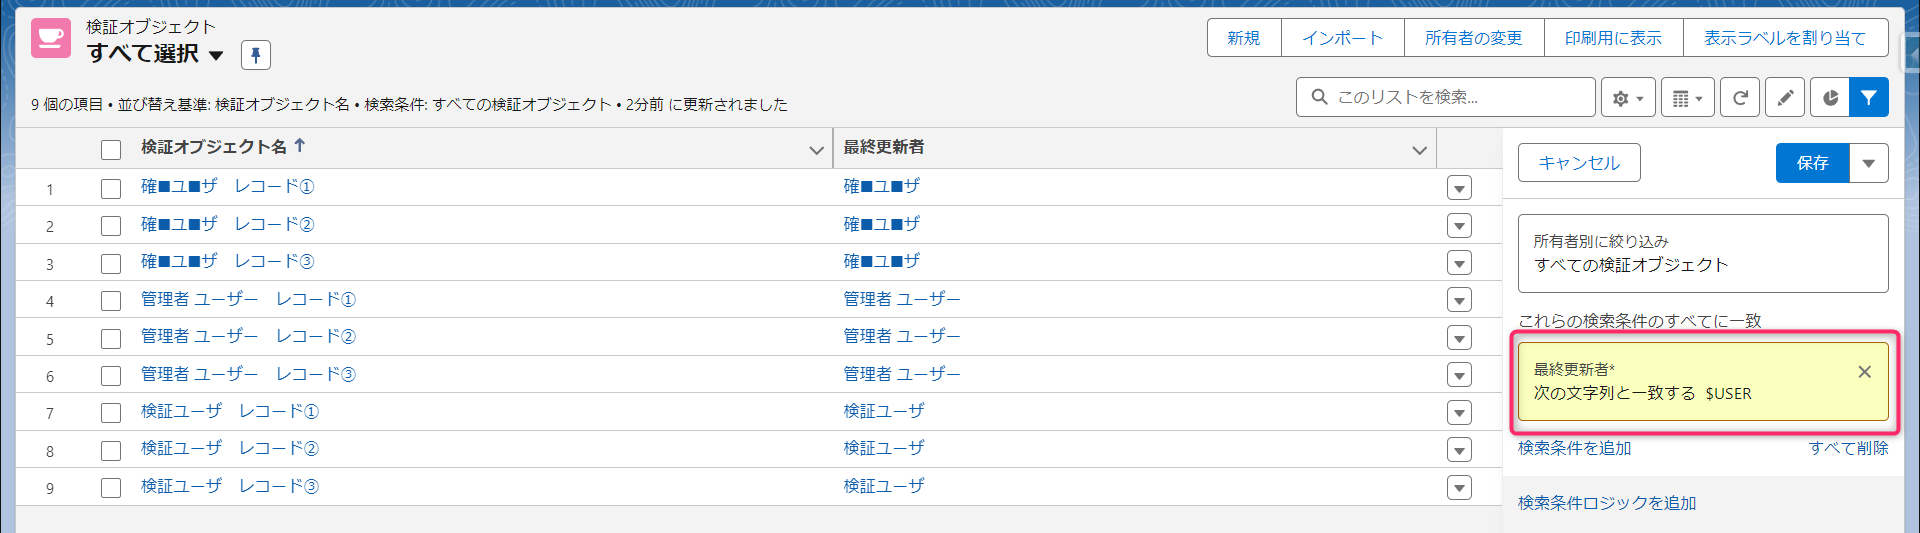 検証オブジェクト
すべて選択
新規 インポート 所有者の変更 印刷用に表示 表示ラベルを割り当て
9 個の項目 • 並び替え基準: 検証オブジェクト名 • 検索条件: すべての検証オブジェクト • 2分前 に更新されました
このリストを検索...
検証オブジェクト名 ↑ 最終更新者
1 確■ユ■ザ　レコード① 確■ユ■ザ
2 確■ユ■ザ　レコード② 確■ユ■ザ
3 確■ユ■ザ　レコード③ 確■ユ■ザ
4 管理者 ユーザー　レコード① 管理者 ユーザー
5 管理者 ユーザー　レコード② 管理者 ユーザー
6 管理者 ユーザー　レコード③ 管理者 ユーザー
7 検証ユーザ　レコード① 検証ユーザ
8 検証ユーザ　レコード② 検証ユーザ
9 検証ユーザ　レコード③ 検証ユーザ
キャンセル 保存
所有者別に絞り込み
すべての検証オブジェクト
これらの検索条件のすべてに一致
最終更新者*
次の文字列と一致する $USER
検索条件を追加 すべて削除
検索条件ロジックを追加